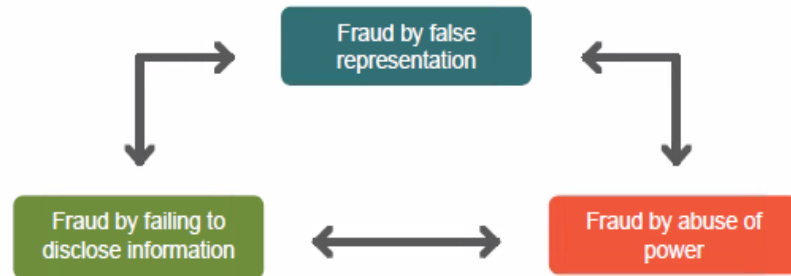 Fraud by false
representation
Fraud by failing to
disclose information
Fraud by abuse of
power